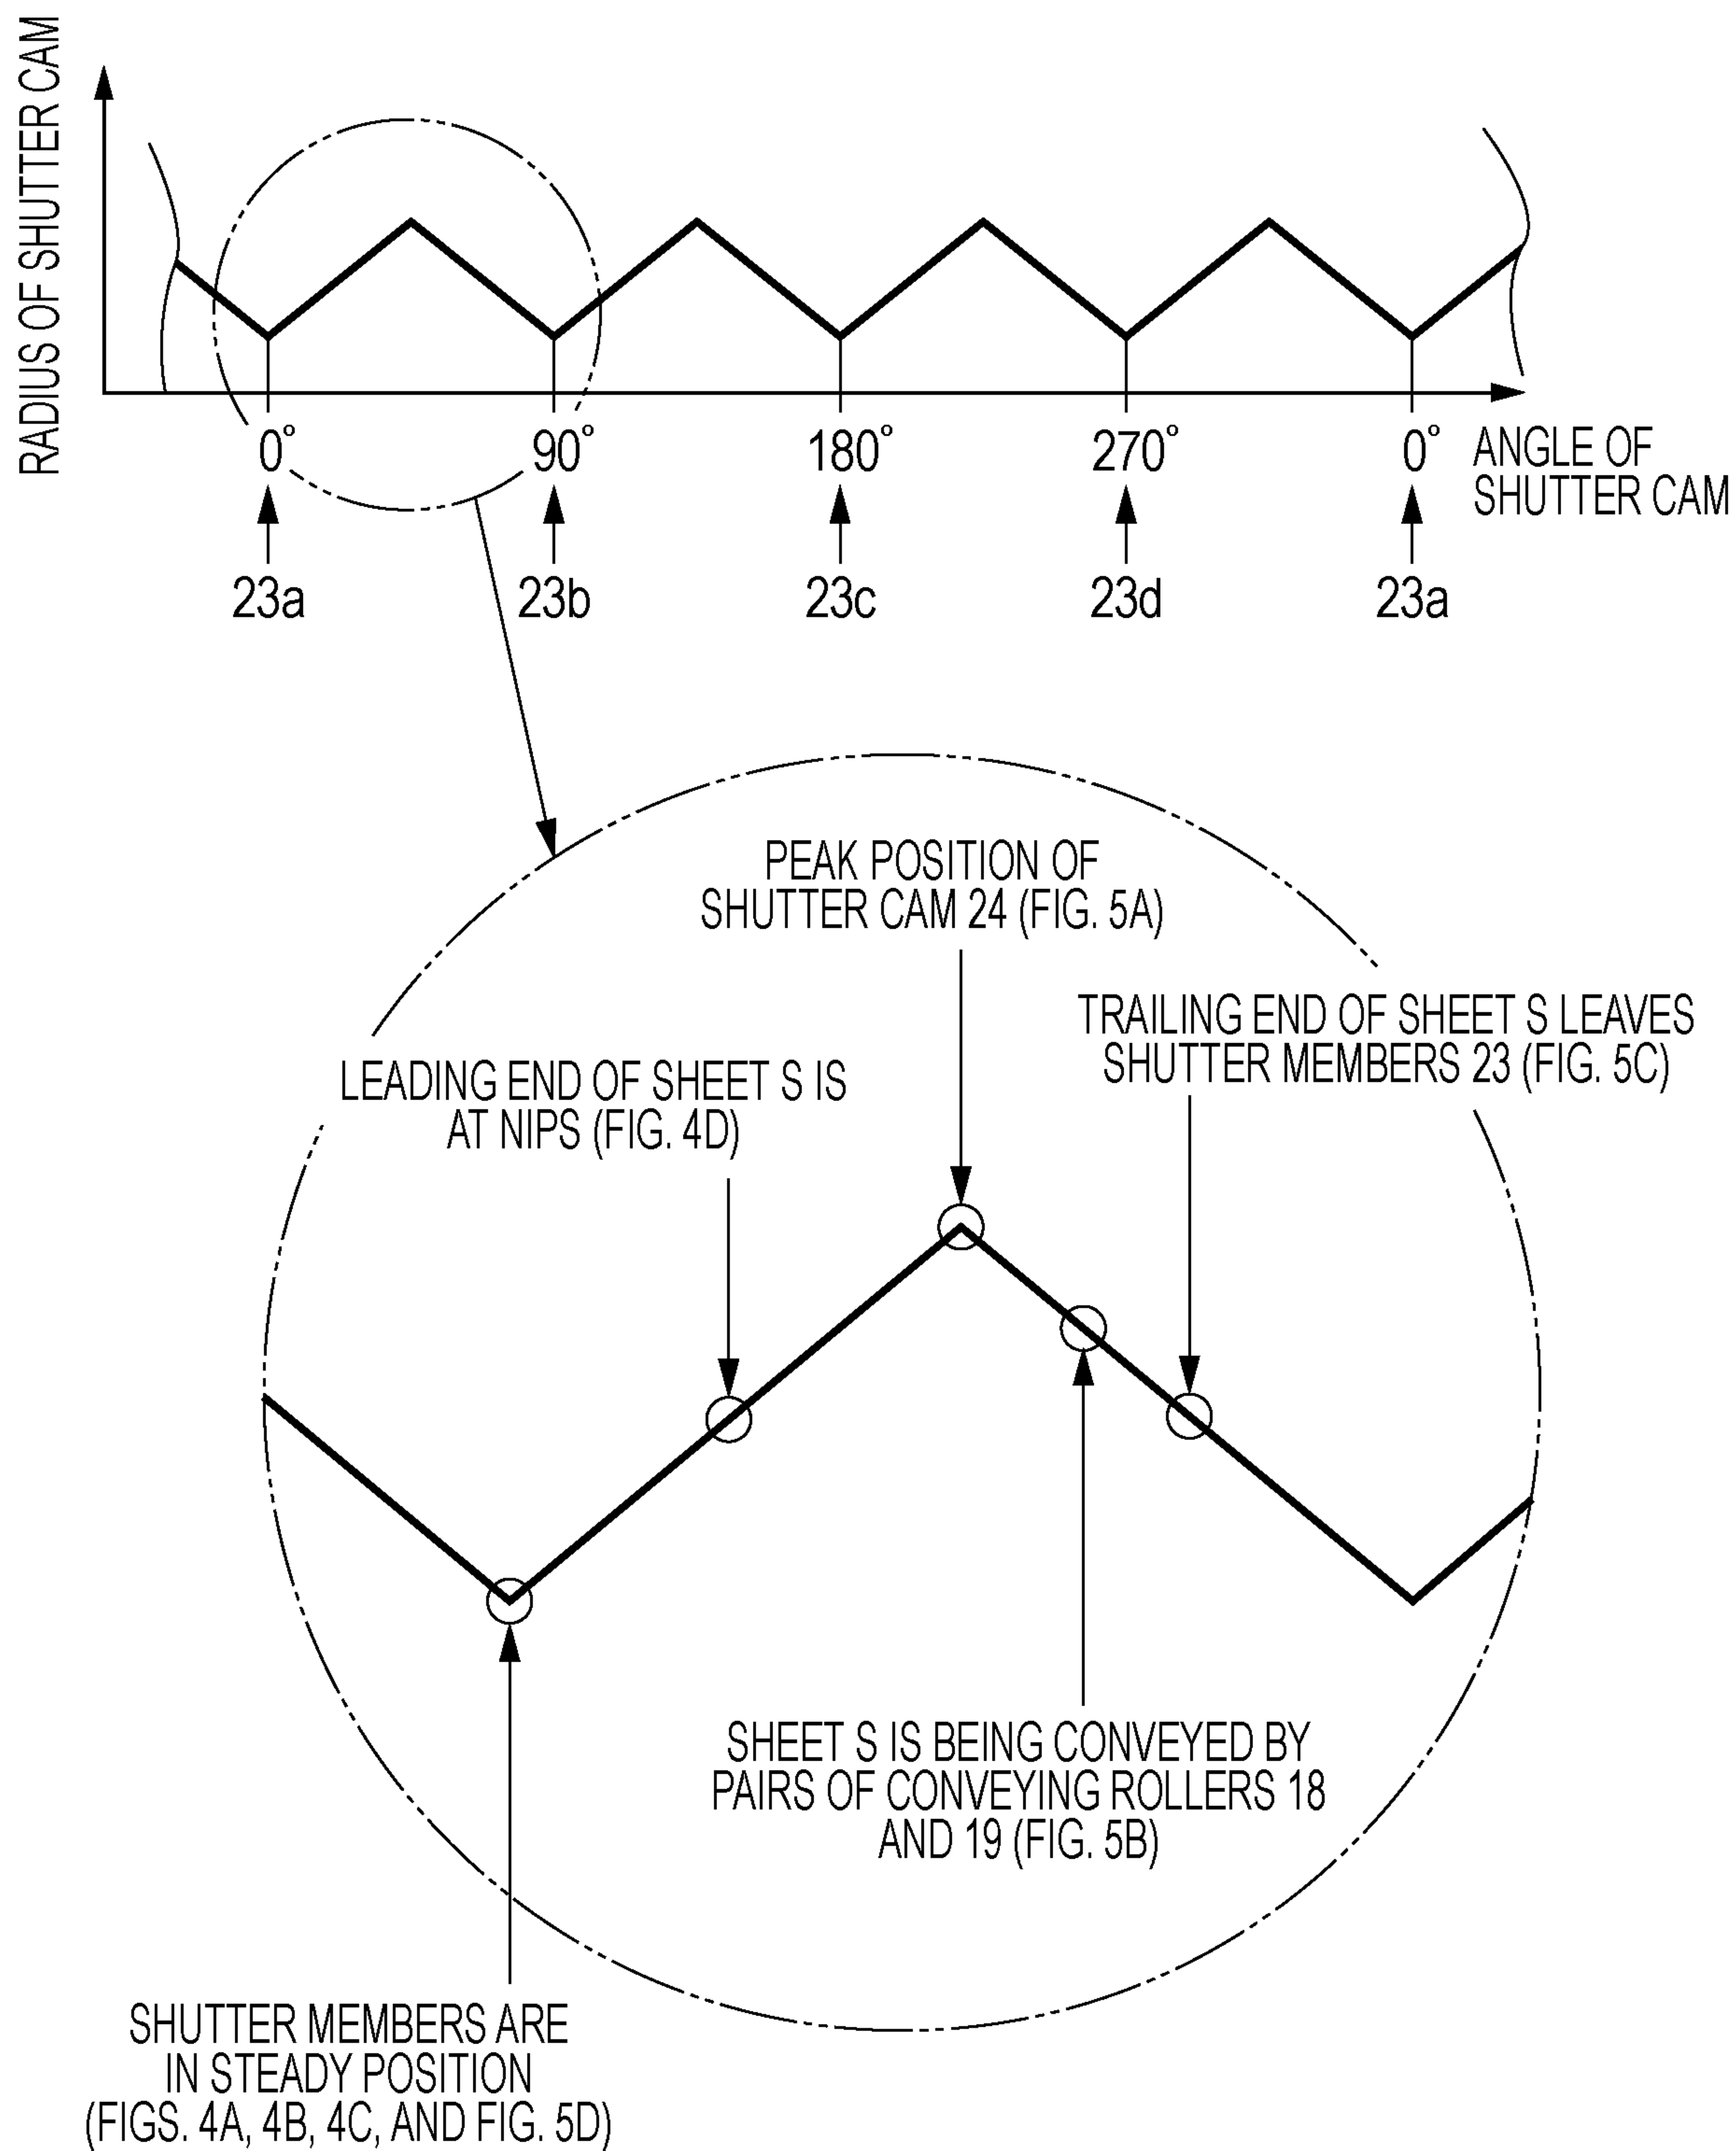 RADIUS OF SHUTTER CAM
0°
90°
180°
270°
0°
ANGLE OF
SHUTTER CAM
23a
23b
23c
23d
23a
PEAK POSITION OF
SHUTTER CAM 24 (FIG. 5A)
TRAILING END OF SHEET S LEAVES
SHUTTER MEMBERS 23 (FIG. 5C)
LEADING END OF SHEET S IS
AT NIPS (FIG. 4D)
SHEET S IS BEING CONVEYED BY
PAIRS OF CONVEYING ROLLERS 18
AND 19 (FIG. 5B)
SHUTTER MEMBERS ARE
IN STEADY POSITION
(FIGS. 4A, 4B, 4C, AND FIG. 5D)